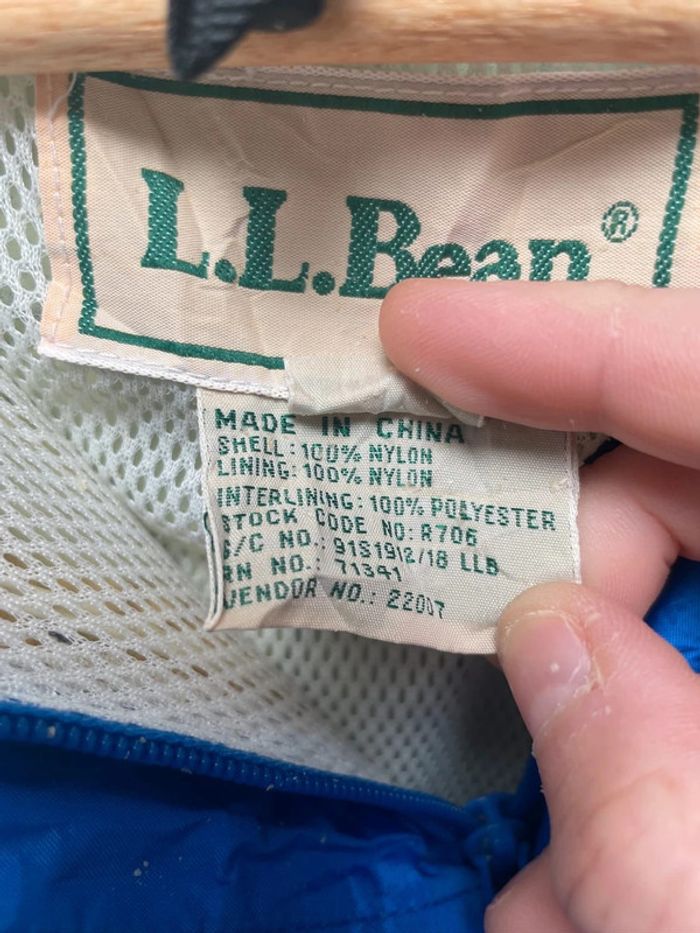 L.L.Bean®
MADE IN CHINA
SHELL: 100% NYLON
LINING: 100% NYLON
INTERLINING: 100% POLYESTER
STOCK CODE NO: R706
S/C NO.: 91S1912/18 LLB
RN NO.: 71341
VENDOR NO.: 22007